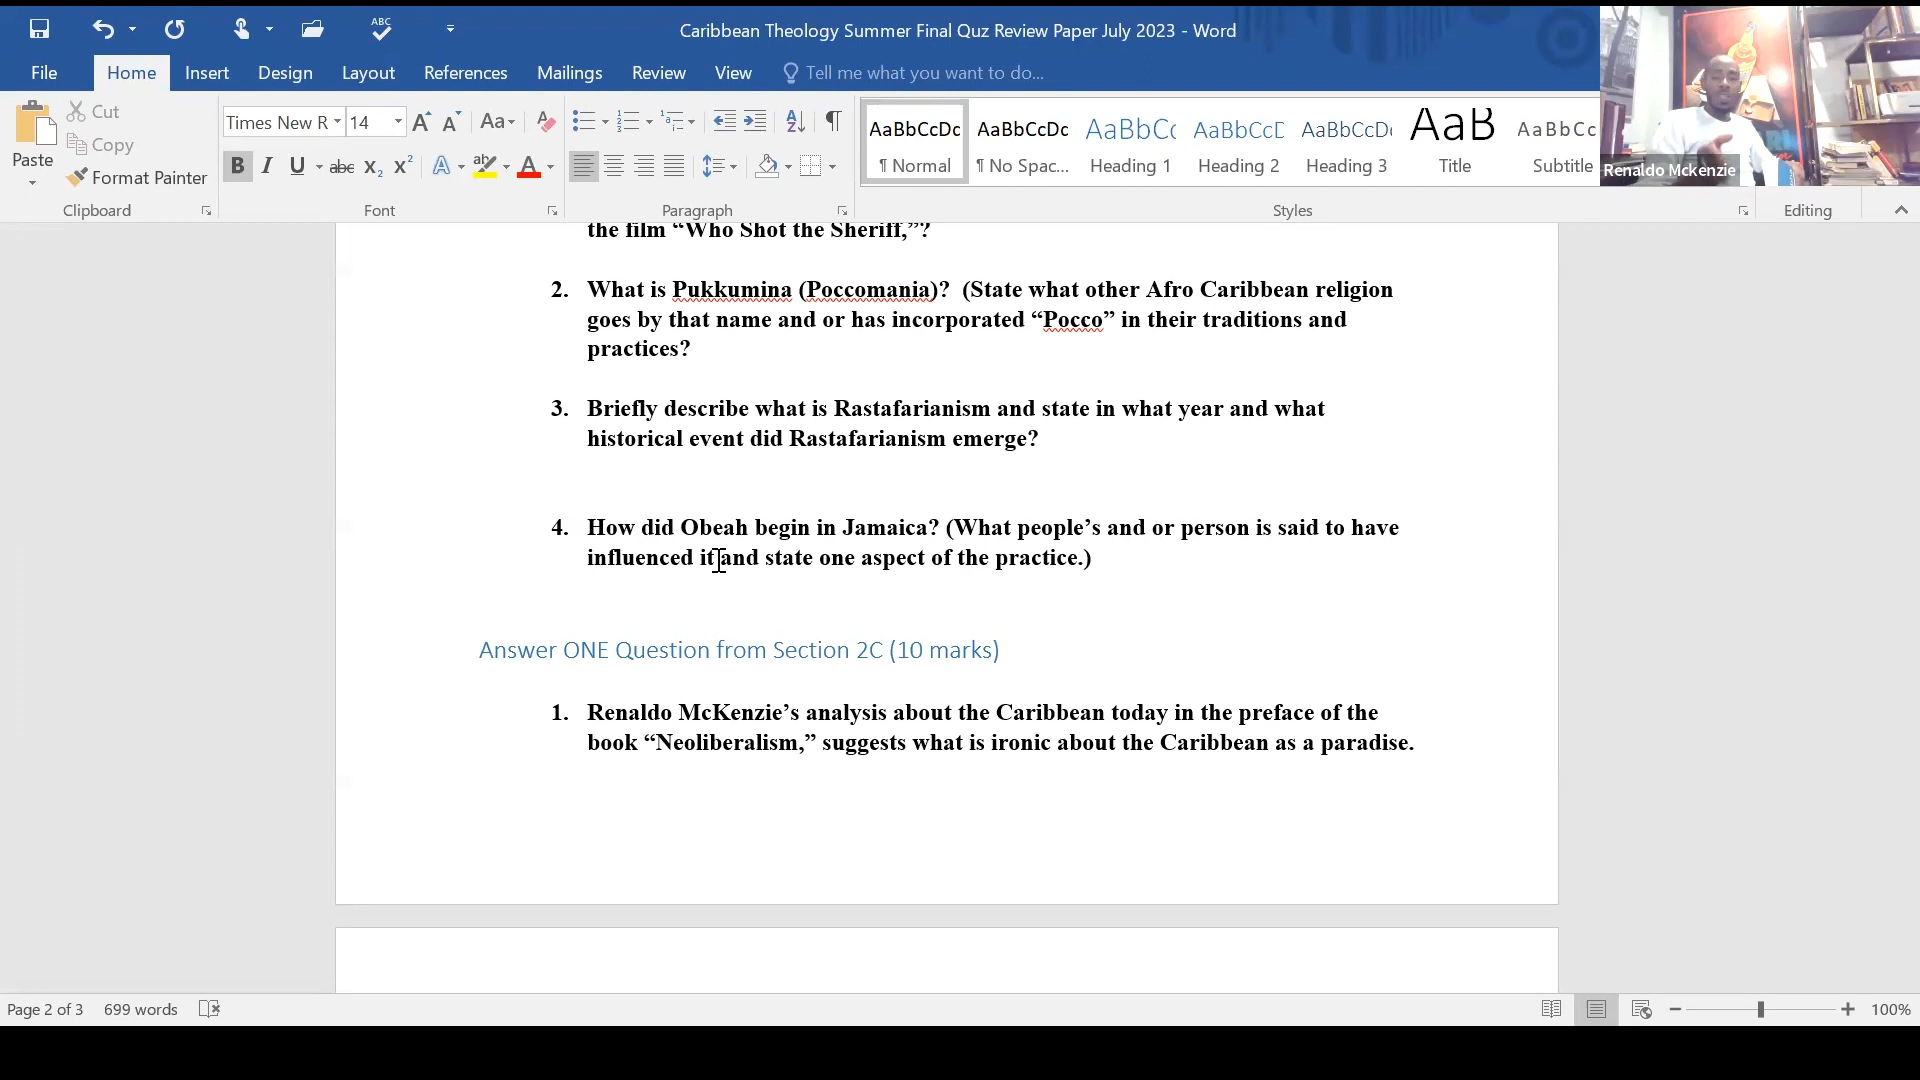 ABC
Caribbean Theology Summer Final Quz Review Paper July 2023 - Word
File Home Insert Design Layout References Mailings Review View Tell me what you want to do...
Paste
Cut
Copy
Format Painter
Times New R 14
Aa
B I U abc X₂ X² A ab A
AaBbCcDc AaBbCcDc AaBbCc AaBbCcD AaBbCcDc AaB AaBbCc
¶ Normal ¶ No Spac... Heading 1 Heading 2 Heading 3 Title Subtitle
Renaldo Mckenzie
Clipboard Font Paragraph Styles Editing
the film “Who Shot the Sheriff,”?
2. What is Pukkumina (Poccomania)? (State what other Afro Caribbean religion
goes by that name and or has incorporated “Pocco” in their traditions and
practices?
3. Briefly describe what is Rastafarianism and state in what year and what
historical event did Rastafarianism emerge?
4. How did Obeah begin in Jamaica? (What people’s and or person is said to have
influenced it and state one aspect of the practice.)
Answer ONE Question from Section 2C (10 marks)
1. Renaldo McKenzie’s analysis about the Caribbean today in the preface of the
book “Neoliberalism,” suggests what is ironic about the Caribbean as a paradise.
Page 2 of 3 699 words 100%